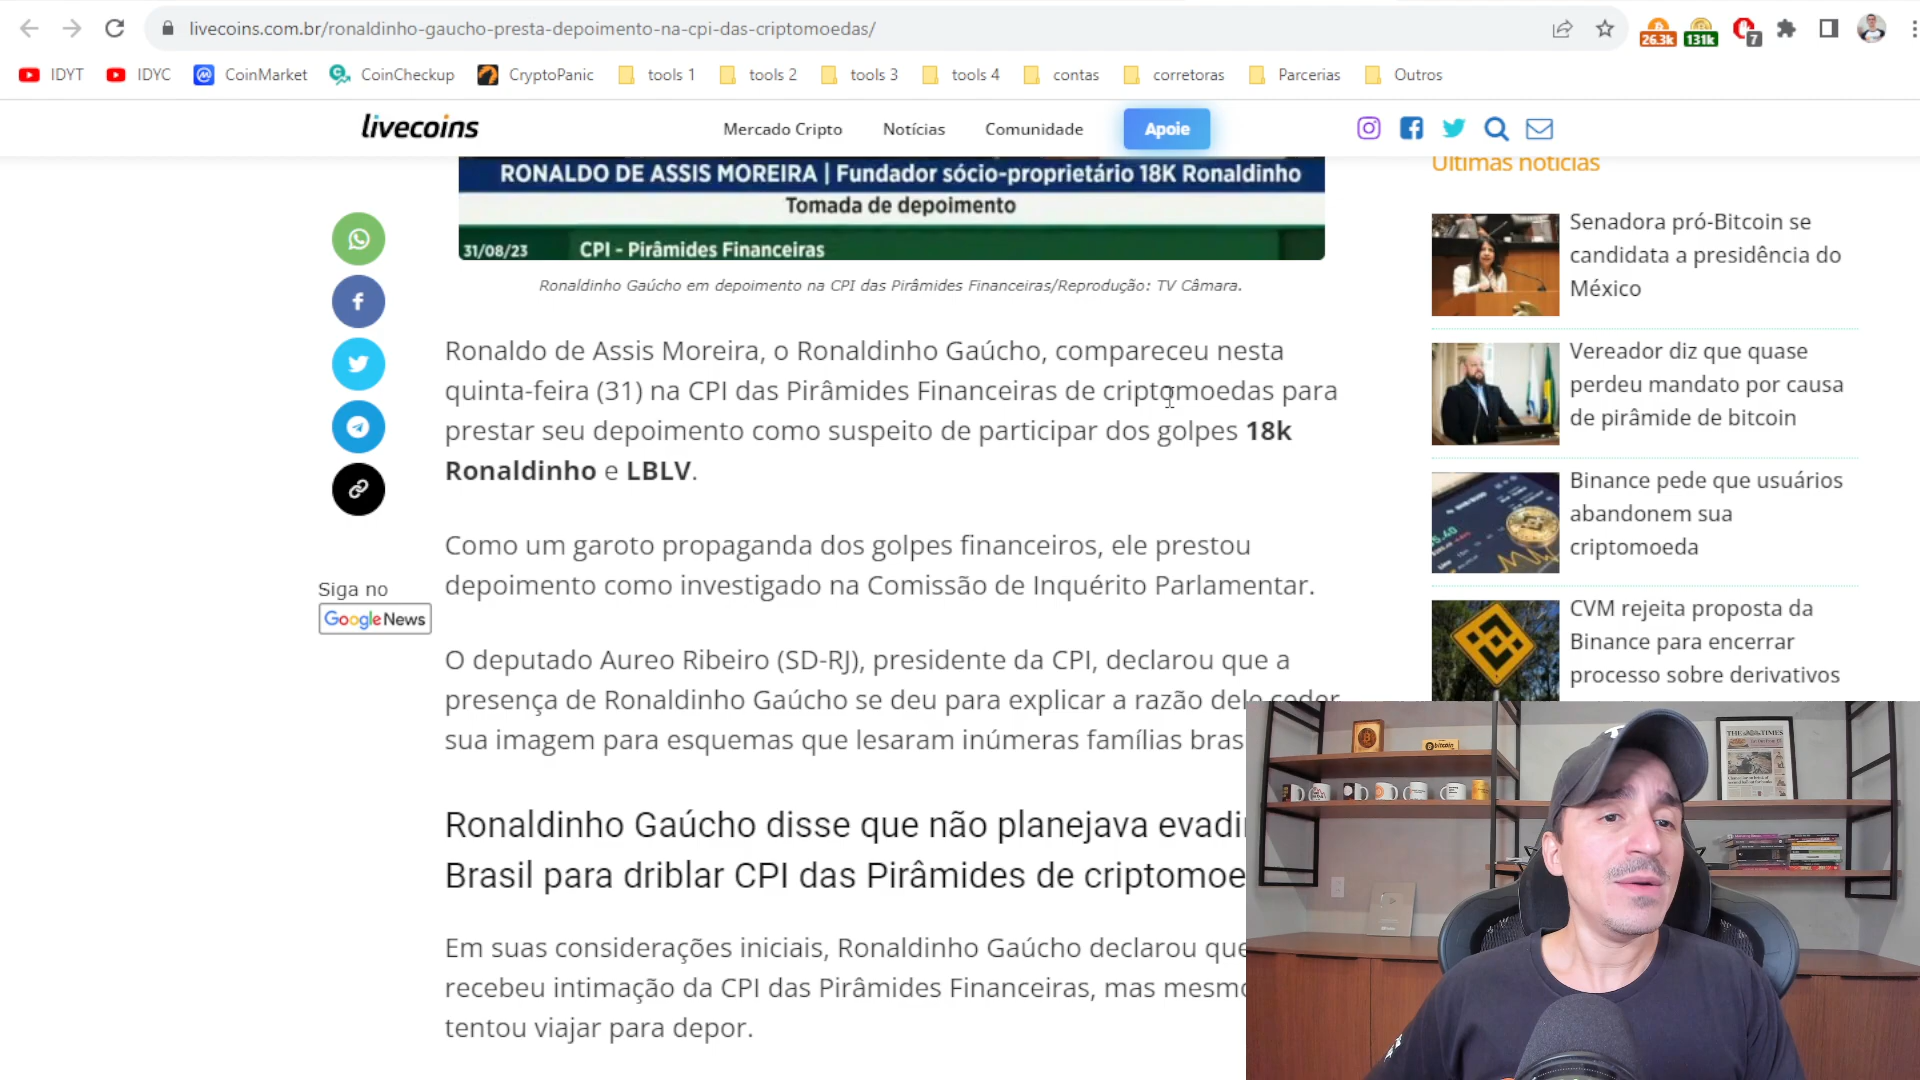 livecoins.com.br/ronaldinho-gaucho-presta-depoimento-na-cpi-das-criptomoedas/
26.3k
131k
7
IDYT
IDYC
CoinMarket
CoinCheckup
CryptoPanic
tools 1
tools 2
tools 3
tools 4
contas
corretoras
Parcerias
Outros
livecoins
Mercado Cripto
Notícias
Comunidade
Apoie
RONALDO DE ASSIS MOREIRA | Fundador sócio-proprietário 18K Ronaldinho
Tomada de depoimento
31/08/23
CPI - Pirâmides Financeiras
Ronaldinho Gaúcho em depoimento na CPI das Pirâmides Financeiras/Reprodução: TV Câmara.
Ronaldo de Assis Moreira, o Ronaldinho Gaúcho, compareceu nesta
quinta-feira (31) na CPI das Pirâmides Financeiras de criptomoedas para
prestar seu depoimento como suspeito de participar dos golpes 18k
Ronaldinho e LBLV.
Como um garoto propaganda dos golpes financeiros, ele prestou
depoimento como investigado na Comissão de Inquérito Parlamentar.
O deputado Aureo Ribeiro (SD-RJ), presidente da CPI, declarou que a
presença de Ronaldinho Gaúcho se deu para explicar a razão dele ceder
sua imagem para esquemas que lesaram inúmeras famílias bras
Ronaldinho Gaúcho disse que não planejava evadi
Brasil para driblar CPI das Pirâmides de criptomoe
Em suas considerações iniciais, Ronaldinho Gaúcho declarou que
recebeu intimação da CPI das Pirâmides Financeiras, mas mesmo
tentou viajar para depor.
Siga no
Google News
Últimas notícias
Senadora pró-Bitcoin se
candidata a presidência do
México
Vereador diz que quase
perdeu mandato por causa
de pirâmide de bitcoin
Binance pede que usuários
abandonem sua
criptomoeda
CVM rejeita proposta da
Binance para encerrar
processo sobre derivativos
bitcoin
THE TIMES